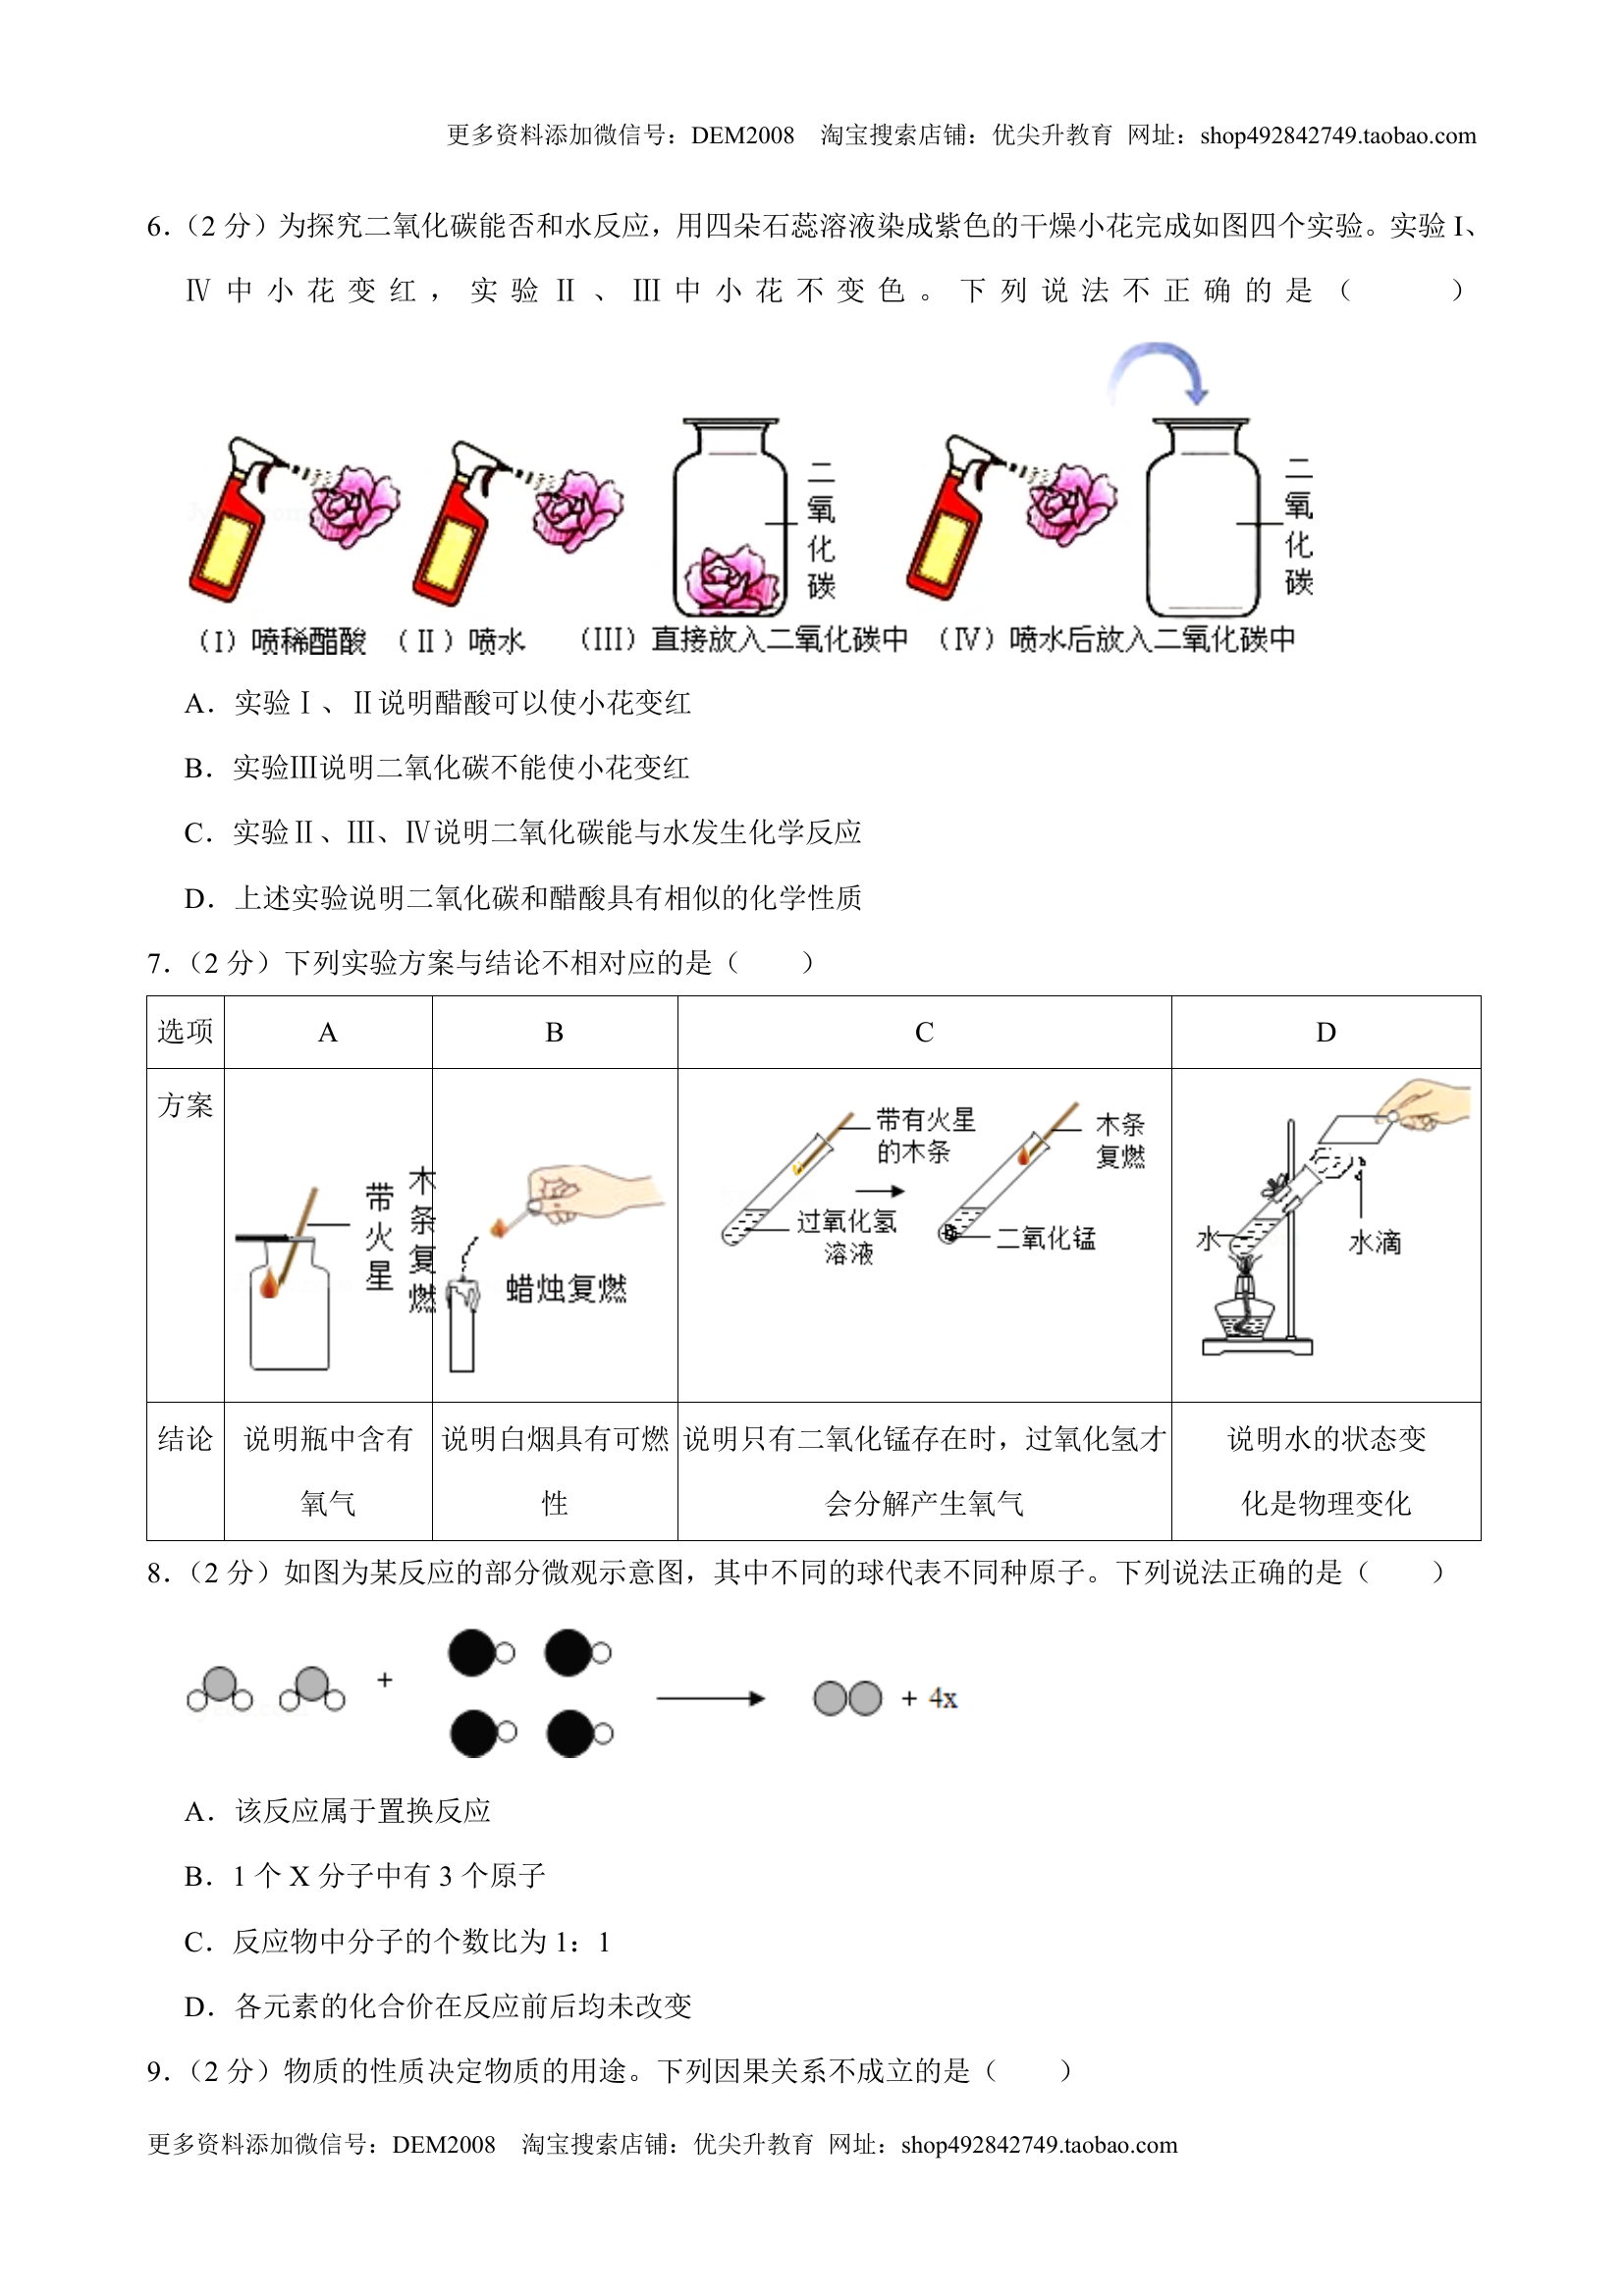 更多资料添加微信号：DEM2008 淘宝搜索店铺：优尖升教育 网址：shop492842749.taobao.com
6．（2 分）为探究二氧化碳能否和水反应，用四朵石蕊溶液染成紫色的干燥小花完成如图四个实验。实验 I、
Ⅳ中小花变红，实验Ⅱ、Ⅲ中小花不变色。下列说法不正确的是（ ）
二氧化碳
二氧化碳
（I）喷稀醋酸 （Ⅱ）喷水 （III）直接放入二氧化碳中 （Ⅳ）喷水后放入二氧化碳中
A．实验Ⅰ、Ⅱ说明醋酸可以使小花变红
B．实验Ⅲ说明二氧化碳不能使小花变红
C．实验Ⅱ、Ⅲ、Ⅳ说明二氧化碳能与水发生化学反应
D．上述实验说明二氧化碳和醋酸具有相似的化学性质
7．（2 分）下列实验方案与结论不相对应的是（ ）
选项 A B C D
方案
带火星
木条复燃
蜡烛复燃
带有火星
的木条
过氧化氢
溶液
木条
复燃
二氧化锰
水
水滴
结论 说明瓶中含有 说明白烟具有可燃 说明只有二氧化锰存在时，过氧化氢才 说明水的状态变
氧气 性 会分解产生氧气 化是物理变化
8．（2 分）如图为某反应的部分微观示意图，其中不同的球代表不同种原子。下列说法正确的是（ ）
+ + 4x
A．该反应属于置换反应
B．1 个 X 分子中有 3 个原子
C．反应物中分子的个数比为 1：1
D．各元素的化合价在反应前后均未改变
9．（2 分）物质的性质决定物质的用途。下列因果关系不成立的是（ ）
更多资料添加微信号：DEM2008 淘宝搜索店铺：优尖升教育 网址：shop492842749.taobao.com